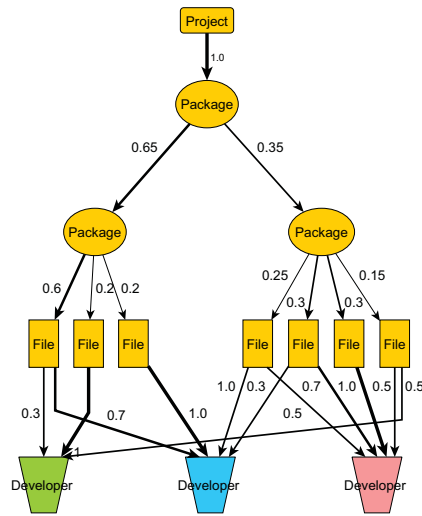 Project
1.0
Package
0.65 0.35
Package Package
0.6 0.2 0.2 0.25 0.3 0.3 0.15
File File File File File File File
0.3 0.7 1.0 1.0 0.3 0.5 0.7 1.0 0.5 0.5
1
Developer Developer Developer